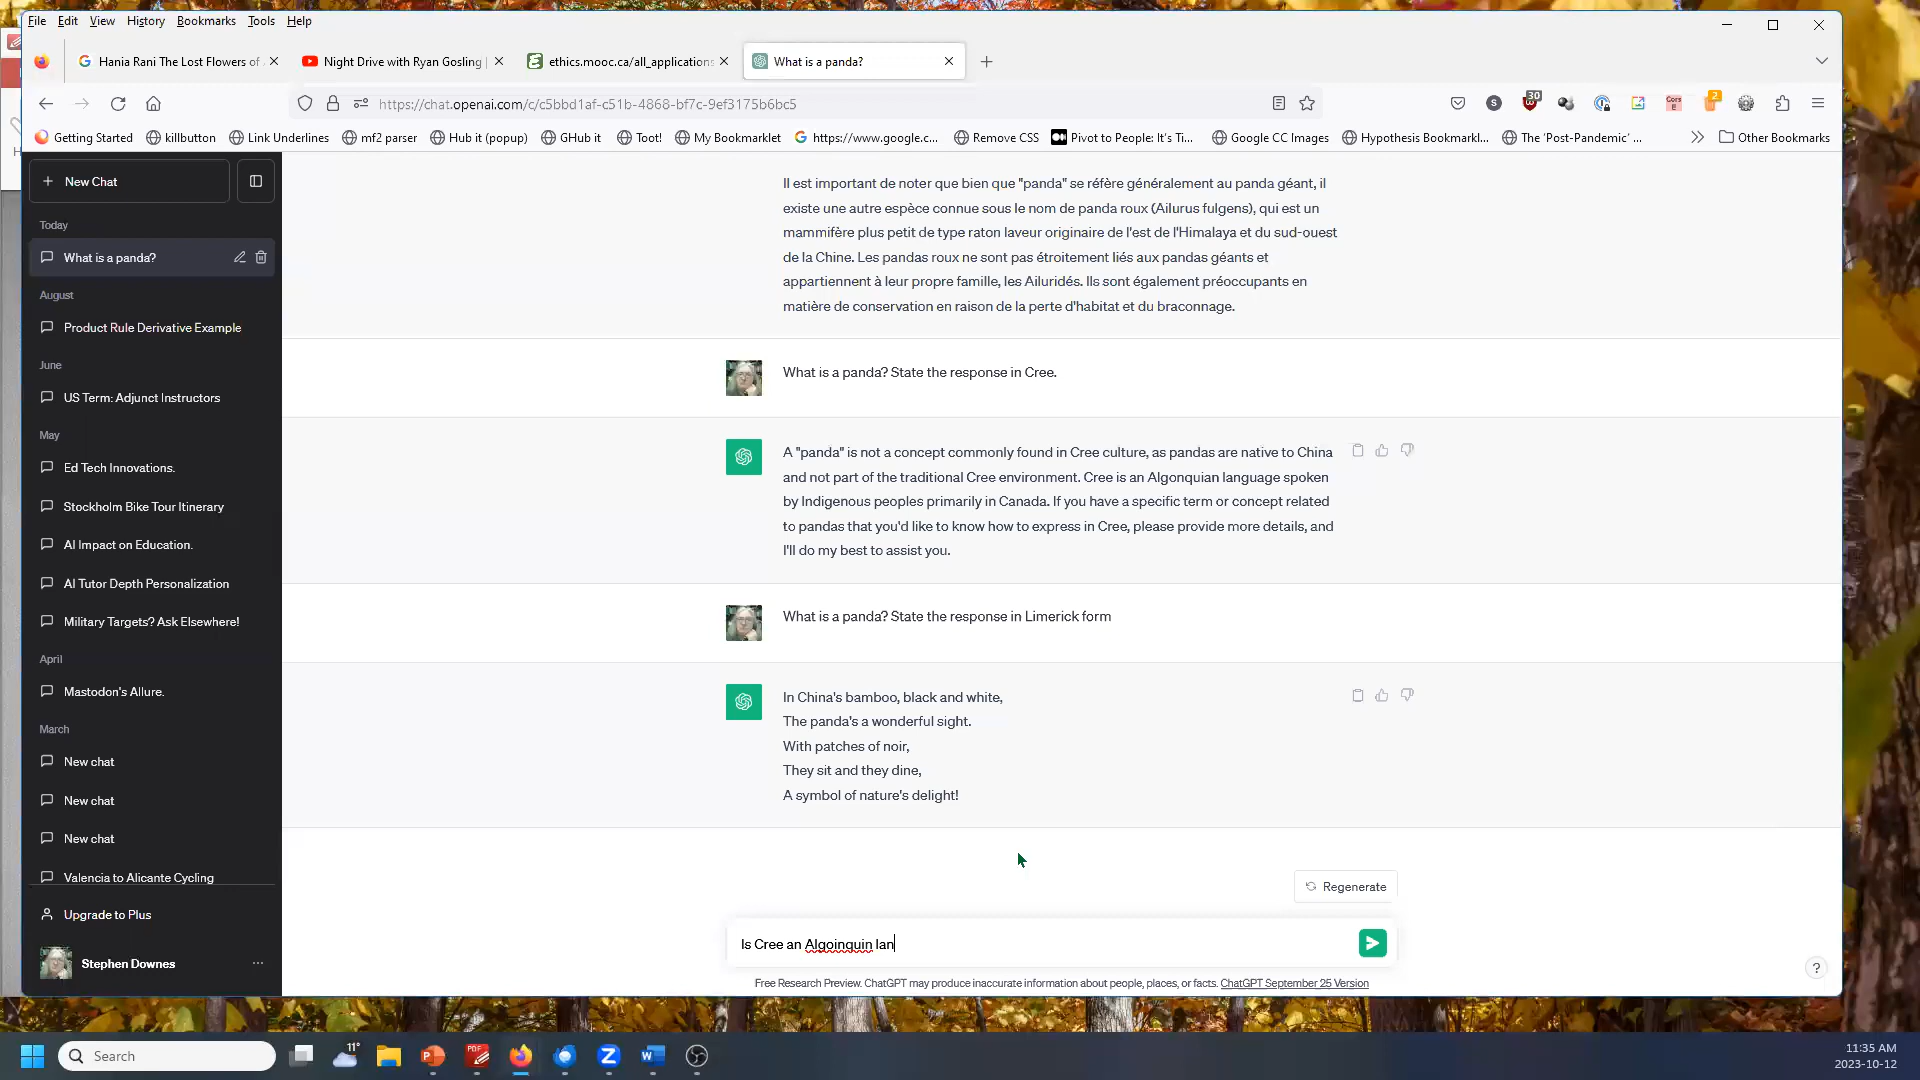 File Edit View History Bookmarks Tools Help
Hania Rani The Lost Flowers of
Night Drive with Ryan Gosling |
ethics.mooc.ca/all_applications
What is a panda?
https://chat.openai.com/c/c5bbd1af-c51b-4868-bf7c-9ef3175b6bc5
30
2
Getting Started killbutton Link Underlines mf2 parser Hub it (popup) GHub it Toot! My Bookmarklet https://www.google.c... Remove CSS Pivot to People: It's Ti... Google CC Images Hypothesis Bookmarkl... The 'Post-Pandemic' ... Other Bookmarks
New Chat
Today
What is a panda?
August
Product Rule Derivative Example
June
US Term: Adjunct Instructors
May
Ed Tech Innovations.
Stockholm Bike Tour Itinerary
AI Impact on Education.
AI Tutor Depth Personalization
Military Targets? Ask Elsewhere!
April
Mastodon's Allure.
March
New chat
New chat
New chat
Valencia to Alicante Cycling
Upgrade to Plus
Stephen Downes
Il est important de noter que bien que "panda" se réfère généralement au panda géant, il
existe une autre espèce connue sous le nom de panda roux (Ailurus fulgens), qui est un
mammifère plus petit de type raton laveur originaire de l'est de l'Himalaya et du sud-ouest
de la Chine. Les pandas roux ne sont pas étroitement liés aux pandas géants et
appartiennent à leur propre famille, les Ailuridés. Ils sont également préoccupants en
matière de conservation en raison de la perte d'habitat et du braconnage.
What is a panda? State the response in Cree.
A "panda" is not a concept commonly found in Cree culture, as pandas are native to China
and not part of the traditional Cree environment. Cree is an Algonquian language spoken
by Indigenous peoples primarily in Canada. If you have a specific term or concept related
to pandas that you'd like to know how to express in Cree, please provide more details, and
I'll do my best to assist you.
What is a panda? State the response in Limerick form
In China's bamboo, black and white,
The panda's a wonderful sight.
With patches of noir,
They sit and they dine,
A symbol of nature's delight!
Regenerate
Is Cree an Algoinquin lan
Free Research Preview. ChatGPT may produce inaccurate information about people, places, or facts. ChatGPT September 25 Version
?
Search
11°
11:35 AM
2023-10-12